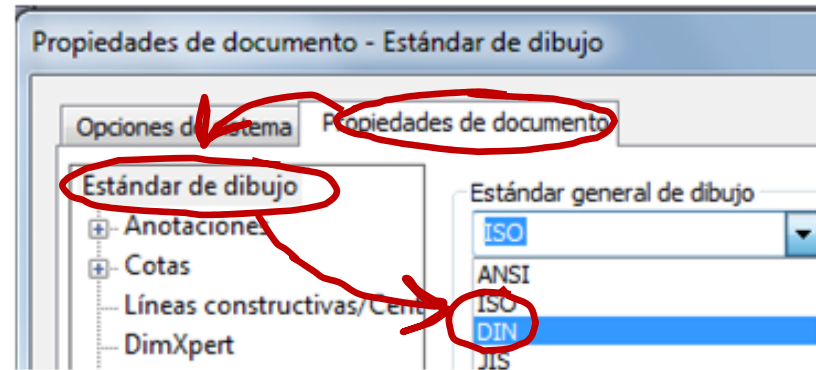 Propiedades de documento - Estándar de dibujo
Opciones de sistema Propiedades de documento
Estándar de dibujo
Anotaciones
Cotas
Líneas constructivas/Cent
DimXpert
Estándar general de dibujo
ISO
ANSI
ISO
DIN
JIS